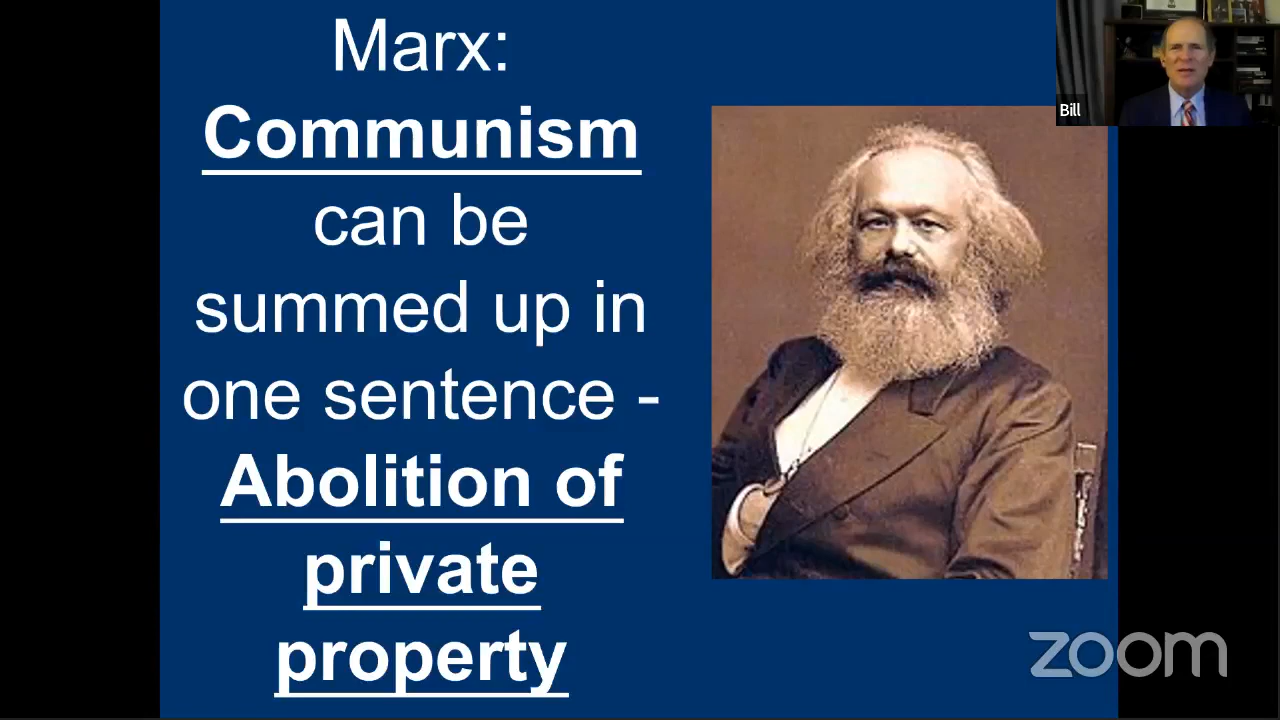 Marx:
Communism
can be
summed up in
one sentence -
Abolition of
private
property
Bill
zoom